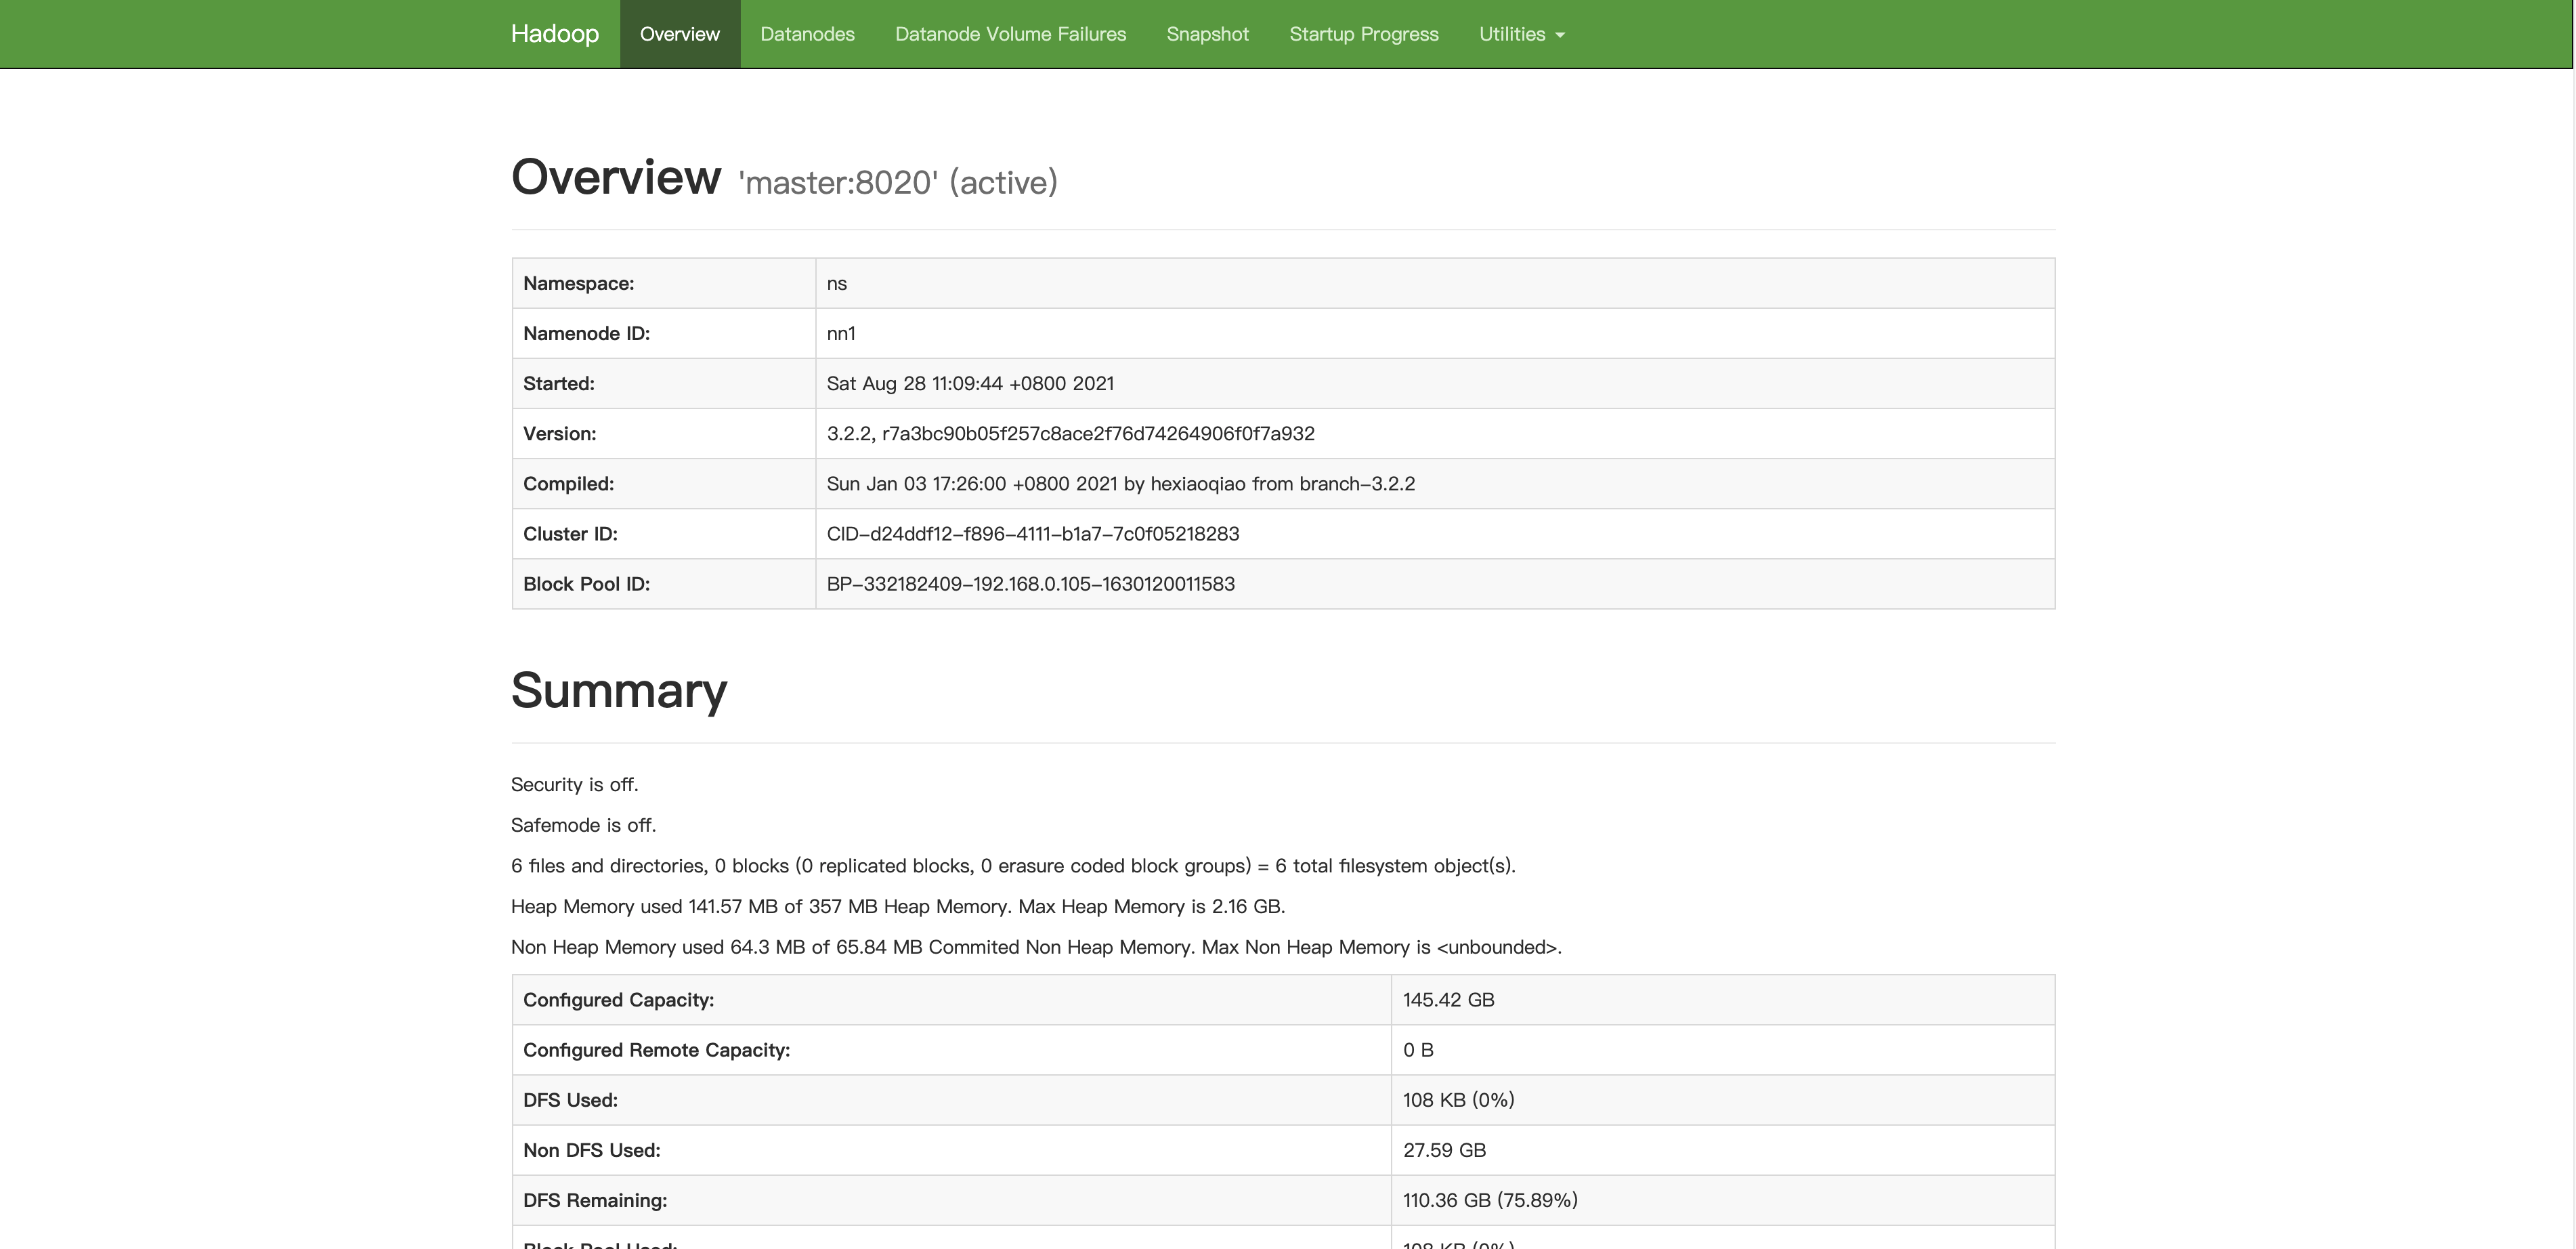 Hadoop Overview Datanodes Datanode Volume Failures Snapshot Startup Progress Utilities
Overview 'master:8020' (active)
Namespace: ns
Namenode ID: nn1
Started: Sat Aug 28 11:09:44 +0800 2021
Version: 3.2.2, r7a3bc90b05f257c8ace2f76d74264906f0f7a932
Compiled: Sun Jan 03 17:26:00 +0800 2021 by hexiaoqiao from branch-3.2.2
Cluster ID: CID-d24ddf12-f896-4111-b1a7-7c0f05218283
Block Pool ID: BP-332182409-192.168.0.105-1630120011583
Summary
Security is off.
Safemode is off.
6 files and directories, 0 blocks (0 replicated blocks, 0 erasure coded block groups) = 6 total filesystem object(s).
Heap Memory used 141.57 MB of 357 MB Heap Memory. Max Heap Memory is 2.16 GB.
Non Heap Memory used 64.3 MB of 65.84 MB Commited Non Heap Memory. Max Non Heap Memory is <unbounded>.
Configured Capacity: 145.42 GB
Configured Remote Capacity: 0 B
DFS Used: 108 KB (0%)
Non DFS Used: 27.59 GB
DFS Remaining: 110.36 GB (75.89%)
Block Pool Used: 108 KB (0%)